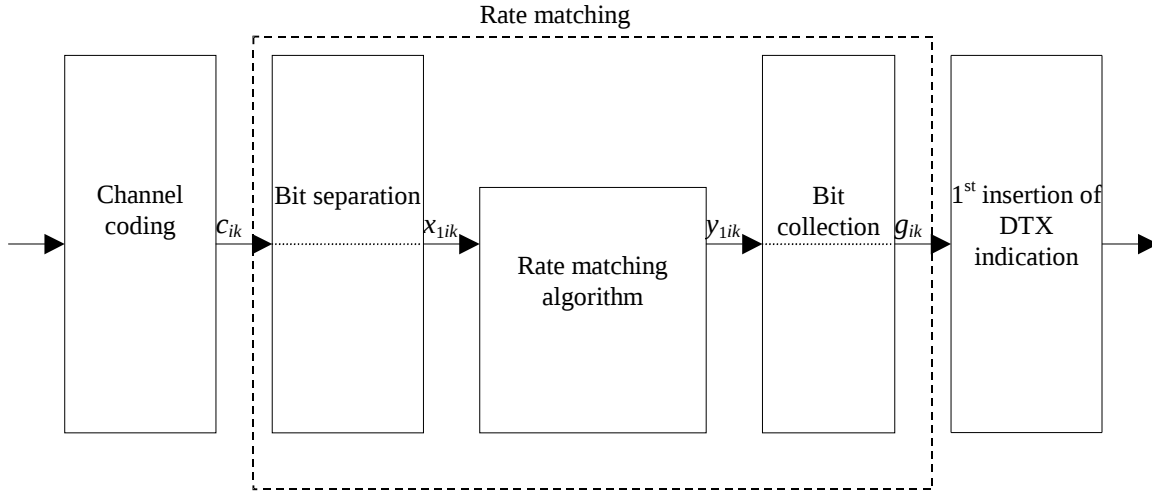 Rate matching
Channel
coding
c_ik
Bit separation
x_1ik
Rate matching
algorithm
y_1ik
Bit
collection
g_ik
1st insertion of
DTX
indication